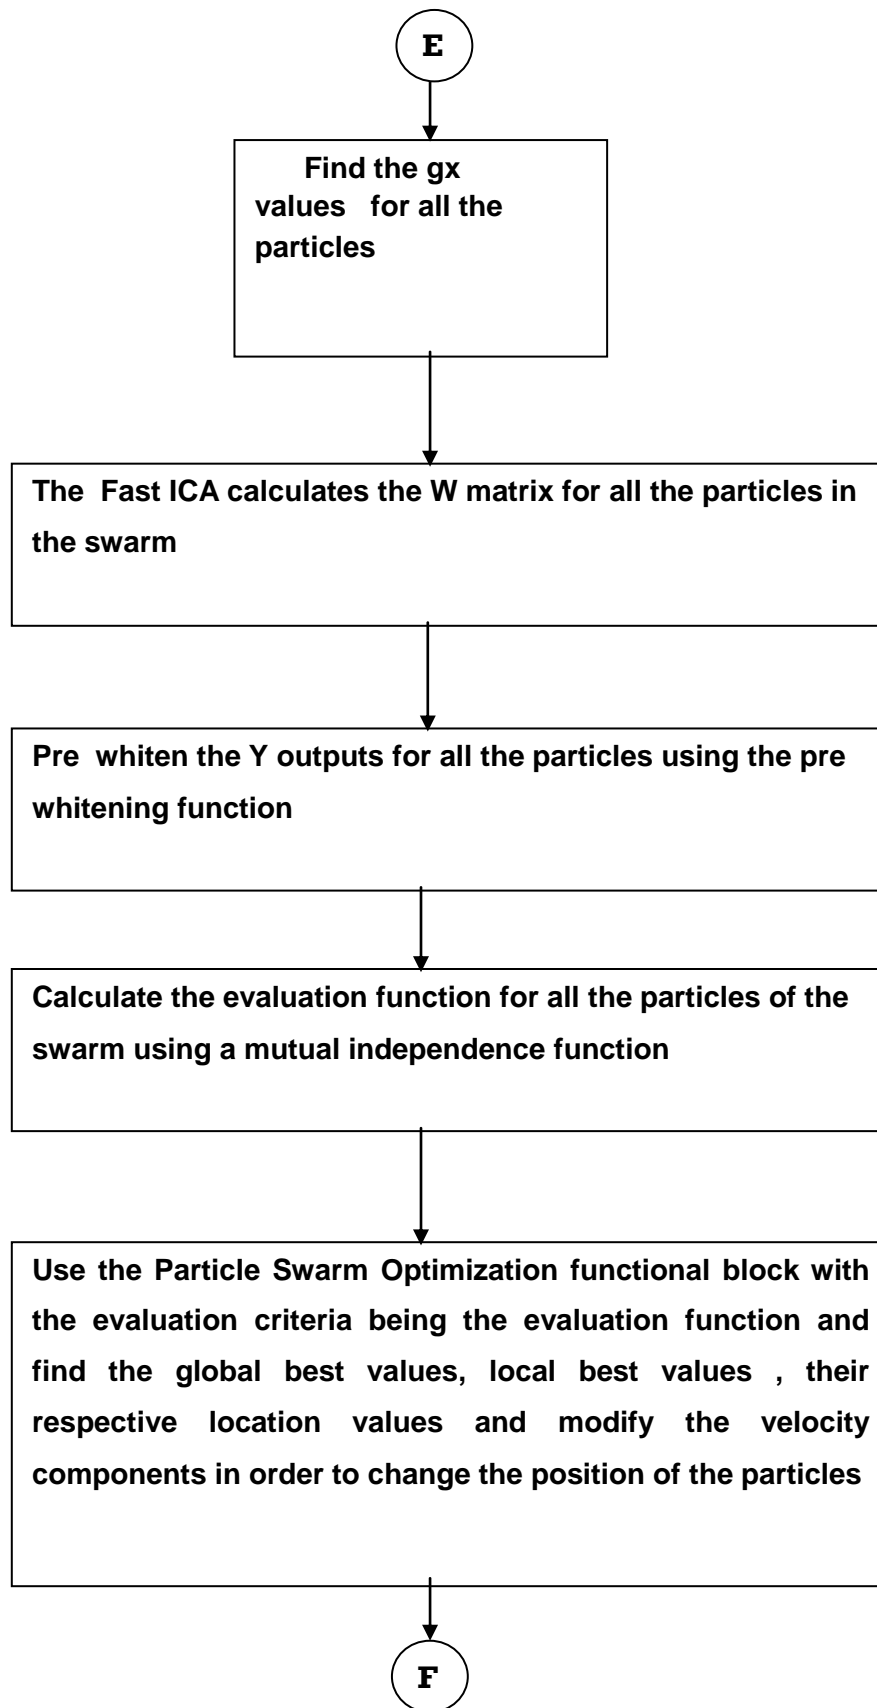 E
Find the gx
values for all the
particles
The Fast ICA calculates the W matrix for all the particles in
the swarm
Pre whiten the Y outputs for all the particles using the pre
whitening function
Calculate the evaluation function for all the particles of the
swarm using a mutual independence function
Use the Particle Swarm Optimization functional block with
the evaluation criteria being the evaluation function and
find the global best values, local best values , their
respective location values and modify the velocity
components in order to change the position of the particles
F